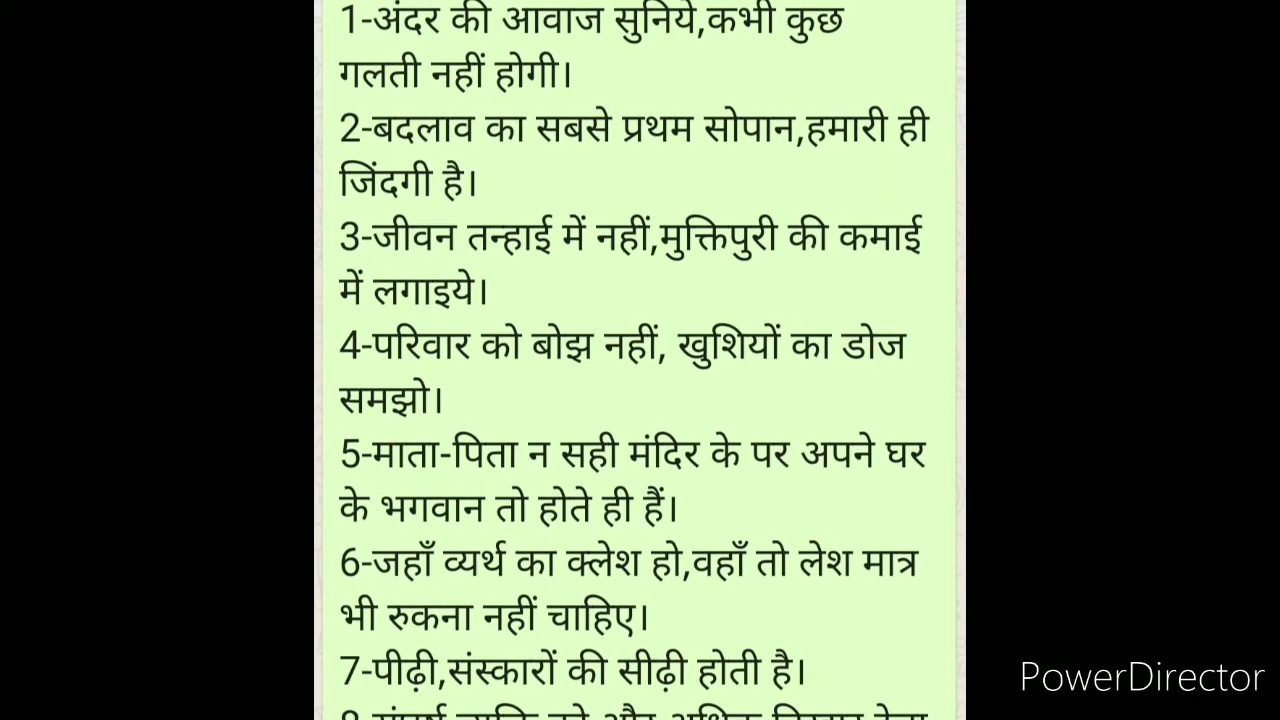 1-अंदर की आवाज सुनिये,कभी कुछ
गलती नहीं होगी।
2-बदलाव का सबसे प्रथम सोपान,हमारी ही
जिंदगी है।
3-जीवन तन्हाई में नहीं,मुक्तिपुरी की कमाई
में लगाइये।
4-परिवार को बोझ नहीं, खुशियों का डोज
समझो।
5-माता-पिता न सही मंदिर के पर अपने घर
के भगवान तो होते ही हैं।
6-जहाँ व्यर्थ का क्लेश हो,वहाँ तो लेश मात्र
भी रुकना नहीं चाहिए।
7-पीढ़ी,संस्कारों की सीढ़ी होती है।
PowerDirector